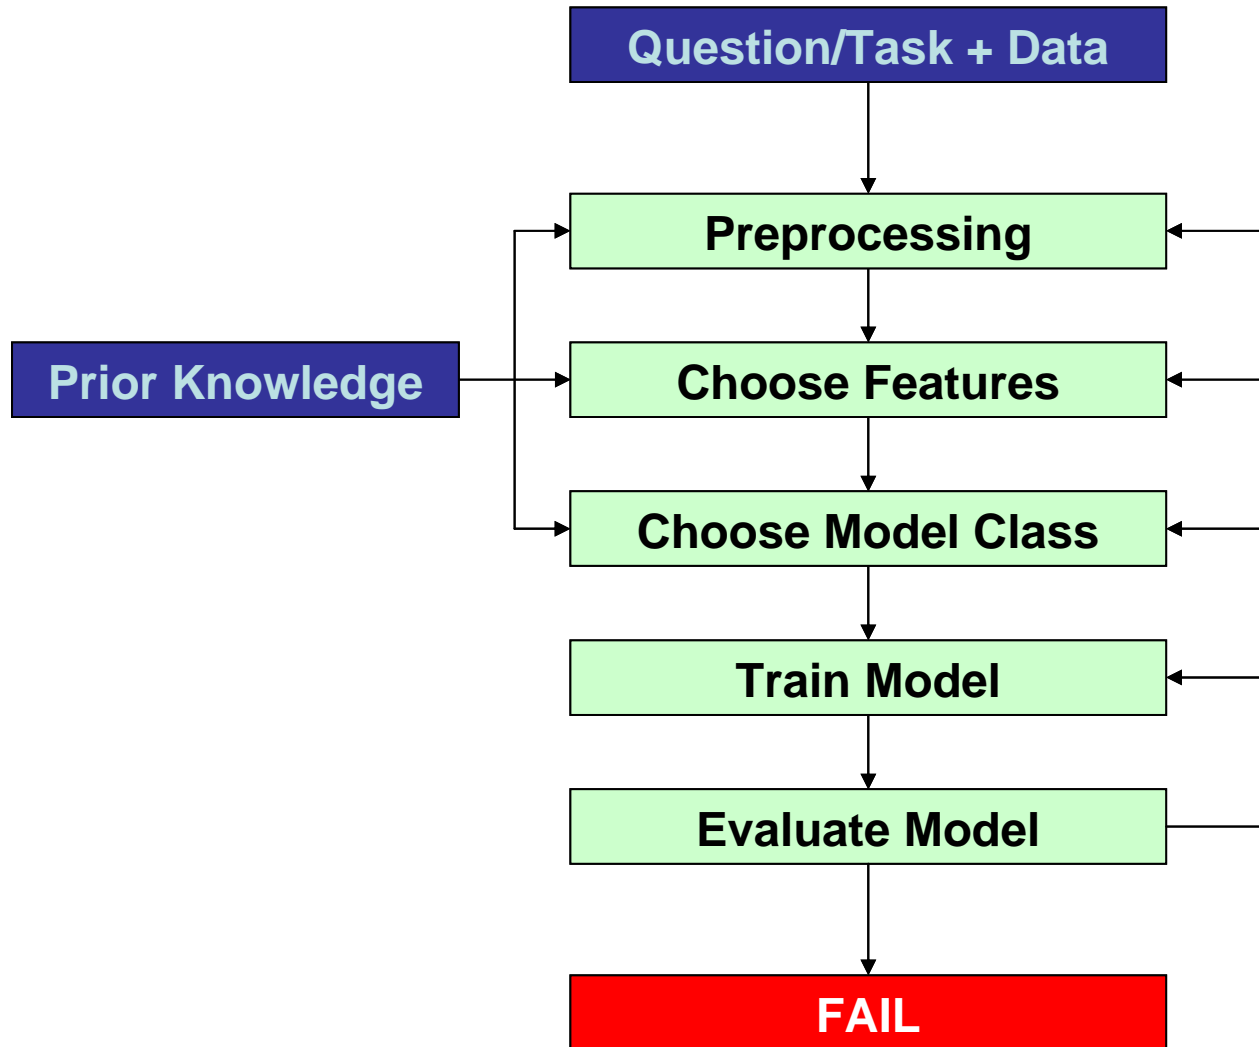 Question/Task + Data
Preprocessing
Prior Knowledge
Choose Features
Choose Model Class
Train Model
Evaluate Model
FAIL